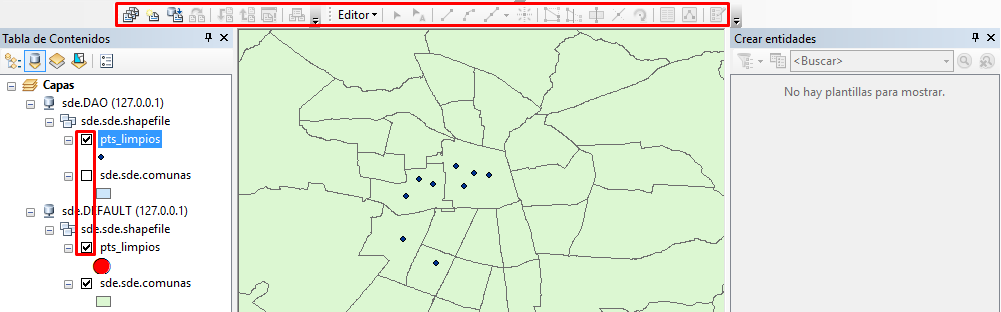 Editor
Tabla de Contenidos
Crear entidades
<Buscar>
Capas
No hay plantillas para mostrar.
sde.DAO (127.0.0.1)
sde.sde.shapefile
pts_limpios
sde.sde.comunas
sde.DEFAULT (127.0.0.1)
sde.sde.shapefile
pts_limpios
sde.sde.comunas